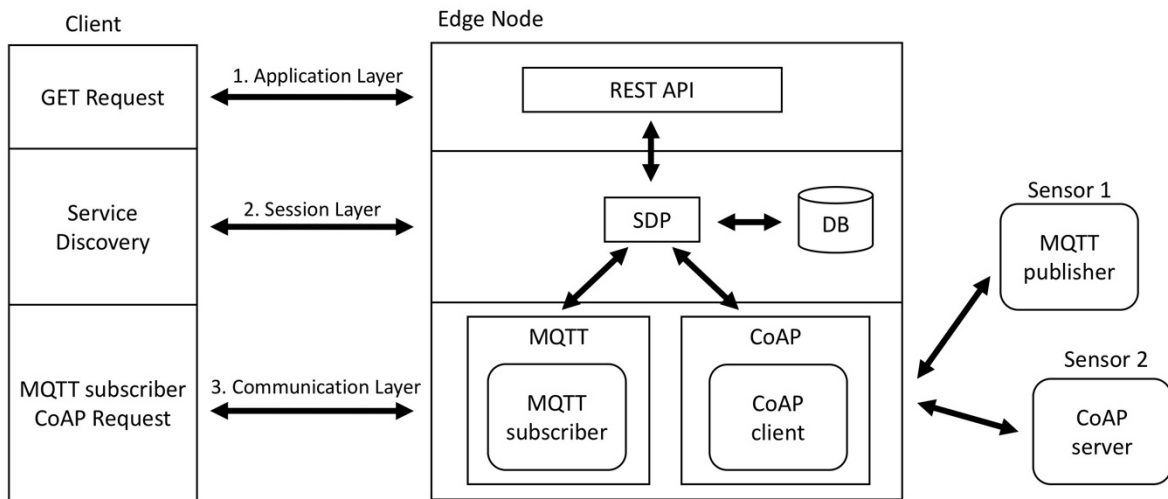 Client
Edge Node
GET Request
1. Application Layer
REST API
Service
Discovery
2. Session Layer
SDP
DB
Sensor 1
MQTT
publisher
MQTT subscriber
CoAP Request
3. Communication Layer
MQTT
MQTT
subscriber
CoAP
CoAP
client
Sensor 2
CoAP
server